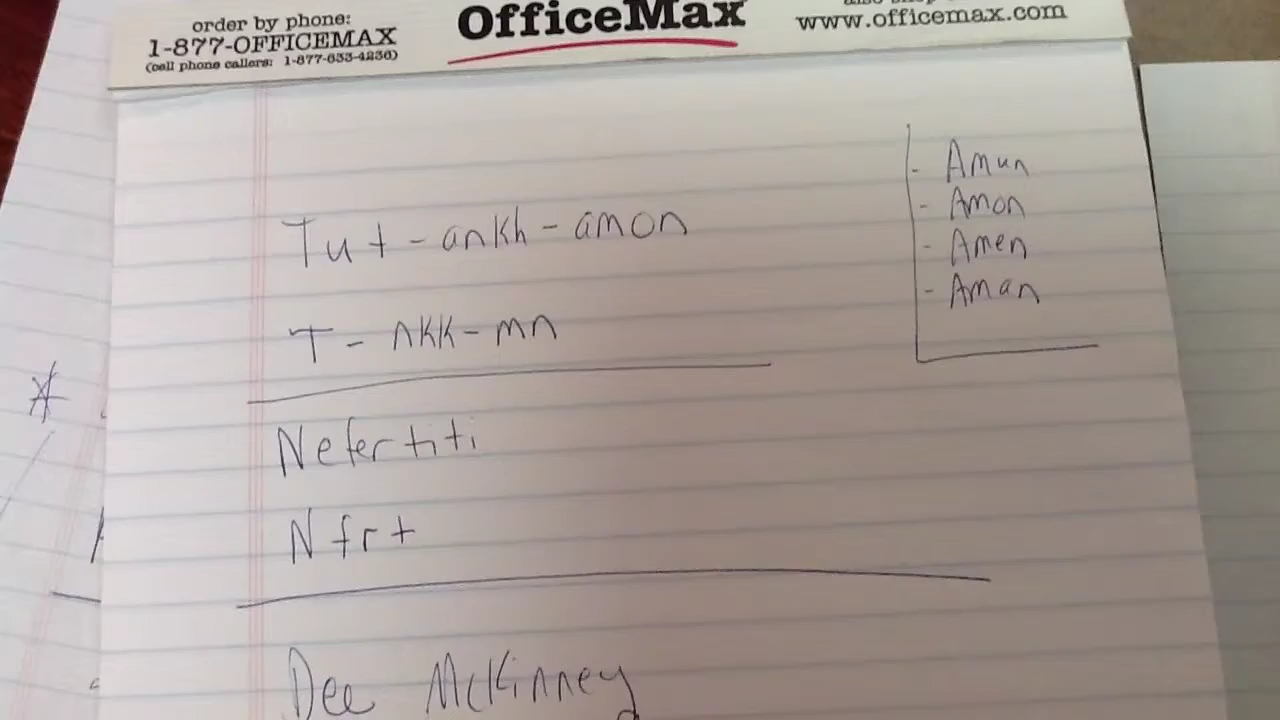 order by phone:
1-877-OFFICEMAX
(cell phone callers: 1-877-633-4236)
OfficeMax
www.officemax.com
Tut-ankh-amon
T- nkk-mn
Nefertiti
Nfrt
Dee McKinney
- Amun
- Amon
- Amen
- Aman